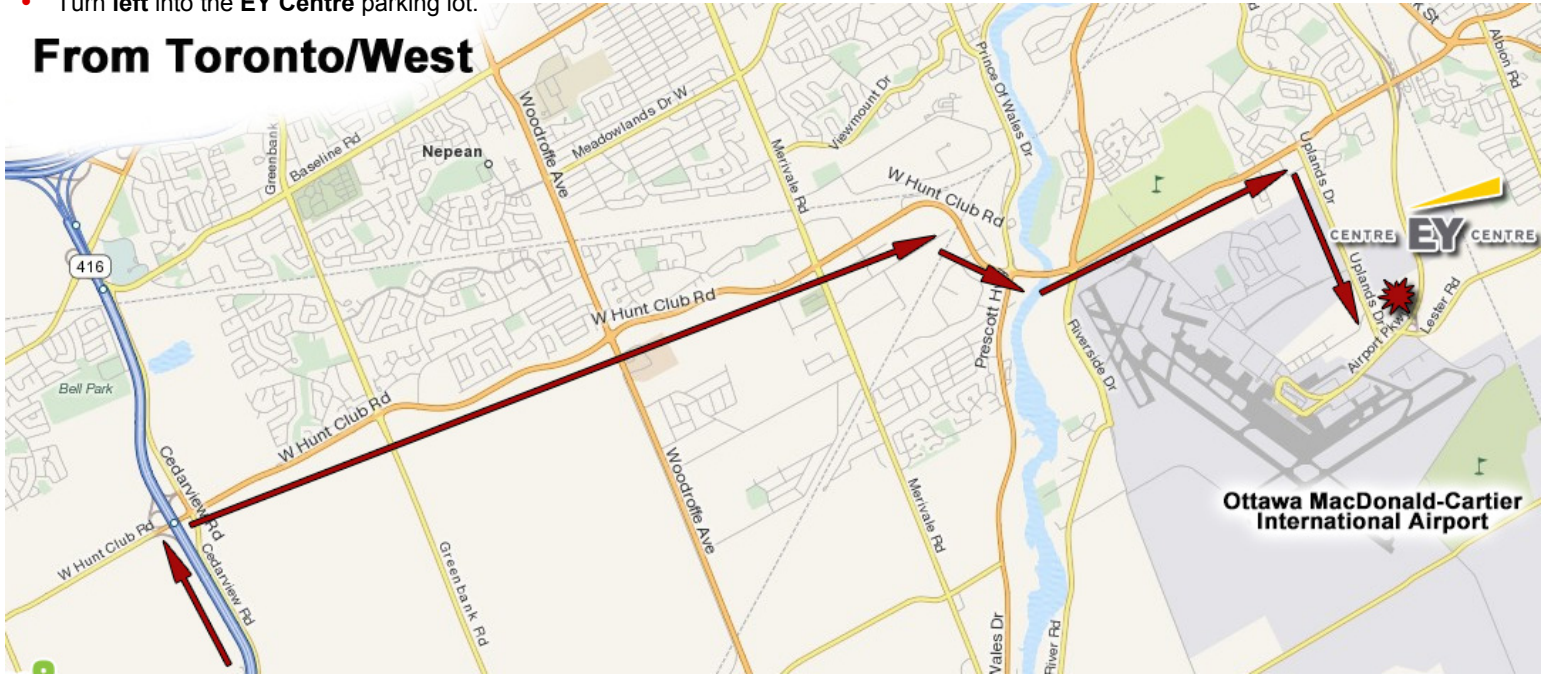 • Turn left into the EY Centre parking lot.
From Toronto/West
Woodroffe Ave
Meadowlands Dr W
Viewmount Dr
Prince Of Wales Dr
Albion Rd
Greenbank
Baseline Rd
Nepean
Merivale Rd
W Hunt Club Rd
Uplands Dr
CENTRE EY CENTRE
416
W Hunt Club Rd
Uplands Dr
Lester Rd
Airport Pkwy
Prescott H
Riverside Dr
Bell Park
W Hunt Club Rd
Cedarview Rd
Woodroffe Ave
Merivale Rd
Ottawa MacDonald-Cartier
International Airport
W Hunt Club Rd
Cedarview Rd
Greenbank Rd
Wales Dr
River Rd